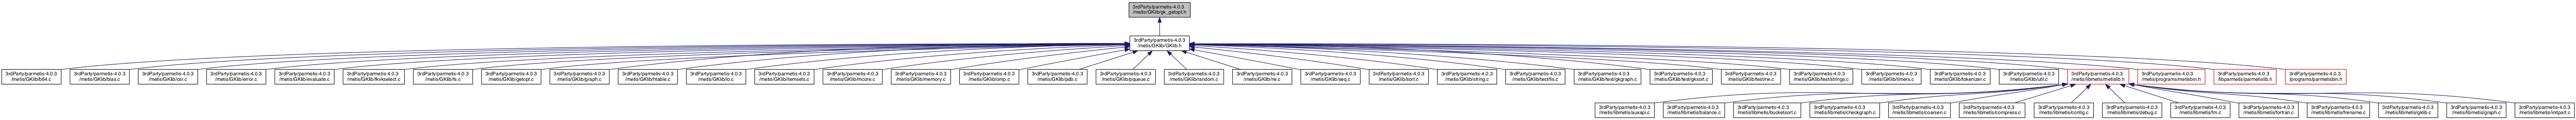 3rdParty/parmetis-4.0.3
/metis/GKlib/gk_getopt.h
3rdParty/parmetis-4.0.3
/metis/GKlib/GKlib.h
3rdParty/parmetis-4.0.3
/metis/GKlib/b64.c
3rdParty/parmetis-4.0.3
/metis/GKlib/blas.c
3rdParty/parmetis-4.0.3
/metis/GKlib/csr.c
3rdParty/parmetis-4.0.3
/metis/GKlib/error.c
3rdParty/parmetis-4.0.3
/metis/GKlib/evaluate.c
3rdParty/parmetis-4.0.3
/metis/GKlib/fkvkselect.c
3rdParty/parmetis-4.0.3
/metis/GKlib/fs.c
3rdParty/parmetis-4.0.3
/metis/GKlib/getopt.c
3rdParty/parmetis-4.0.3
/metis/GKlib/graph.c
3rdParty/parmetis-4.0.3
/metis/GKlib/htable.c
3rdParty/parmetis-4.0.3
/metis/GKlib/io.c
3rdParty/parmetis-4.0.3
/metis/GKlib/itemsets.c
3rdParty/parmetis-4.0.3
/metis/GKlib/mcore.c
3rdParty/parmetis-4.0.3
/metis/GKlib/memory.c
3rdParty/parmetis-4.0.3
/metis/GKlib/omp.c
3rdParty/parmetis-4.0.3
/metis/GKlib/pdb.c
3rdParty/parmetis-4.0.3
/metis/GKlib/pqueue.c
3rdParty/parmetis-4.0.3
/metis/GKlib/random.c
3rdParty/parmetis-4.0.3
/metis/GKlib/rw.c
3rdParty/parmetis-4.0.3
/metis/GKlib/seq.c
3rdParty/parmetis-4.0.3
/metis/GKlib/sort.c
3rdParty/parmetis-4.0.3
/metis/GKlib/string.c
3rdParty/parmetis-4.0.3
/metis/GKlib/test/fis.c
3rdParty/parmetis-4.0.3
/metis/GKlib/test/gkgraph.c
3rdParty/parmetis-4.0.3
/metis/GKlib/test/gksort.c
3rdParty/parmetis-4.0.3
/metis/GKlib/test/rw.c
3rdParty/parmetis-4.0.3
/metis/GKlib/test/strings.c
3rdParty/parmetis-4.0.3
/metis/GKlib/timers.c
3rdParty/parmetis-4.0.3
/metis/GKlib/tokenizer.c
3rdParty/parmetis-4.0.3
/metis/GKlib/util.c
3rdParty/parmetis-4.0.3
/metis/libmetis/metislib.h
3rdParty/parmetis-4.0.3
/metis/programs/metisbin.h
3rdParty/parmetis-4.0.3
/libparmetis/parmetislib.h
3rdParty/parmetis-4.0.3
/programs/parmetisbin.h
3rdParty/parmetis-4.0.3
/metis/libmetis/auxapi.c
3rdParty/parmetis-4.0.3
/metis/libmetis/balance.c
3rdParty/parmetis-4.0.3
/metis/libmetis/bucketsort.c
3rdParty/parmetis-4.0.3
/metis/libmetis/checkgraph.c
3rdParty/parmetis-4.0.3
/metis/libmetis/coarsen.c
3rdParty/parmetis-4.0.3
/metis/libmetis/compress.c
3rdParty/parmetis-4.0.3
/metis/libmetis/contig.c
3rdParty/parmetis-4.0.3
/metis/libmetis/debug.c
3rdParty/parmetis-4.0.3
/metis/libmetis/fm.c
3rdParty/parmetis-4.0.3
/metis/libmetis/fortran.c
3rdParty/parmetis-4.0.3
/metis/libmetis/frename.c
3rdParty/parmetis-4.0.3
/metis/libmetis/gklib.c
3rdParty/parmetis-4.0.3
/metis/libmetis/graph.c
3rdParty/parmetis-4.0.3
/metis/libmetis/initpart.c